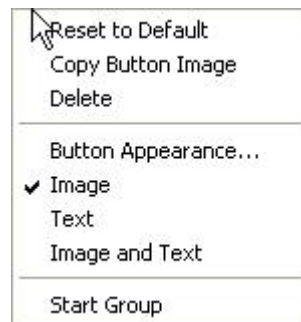 Reset to Default
Copy Button Image
Delete
Button Appearance...
Image
Text
Image and Text
Start Group